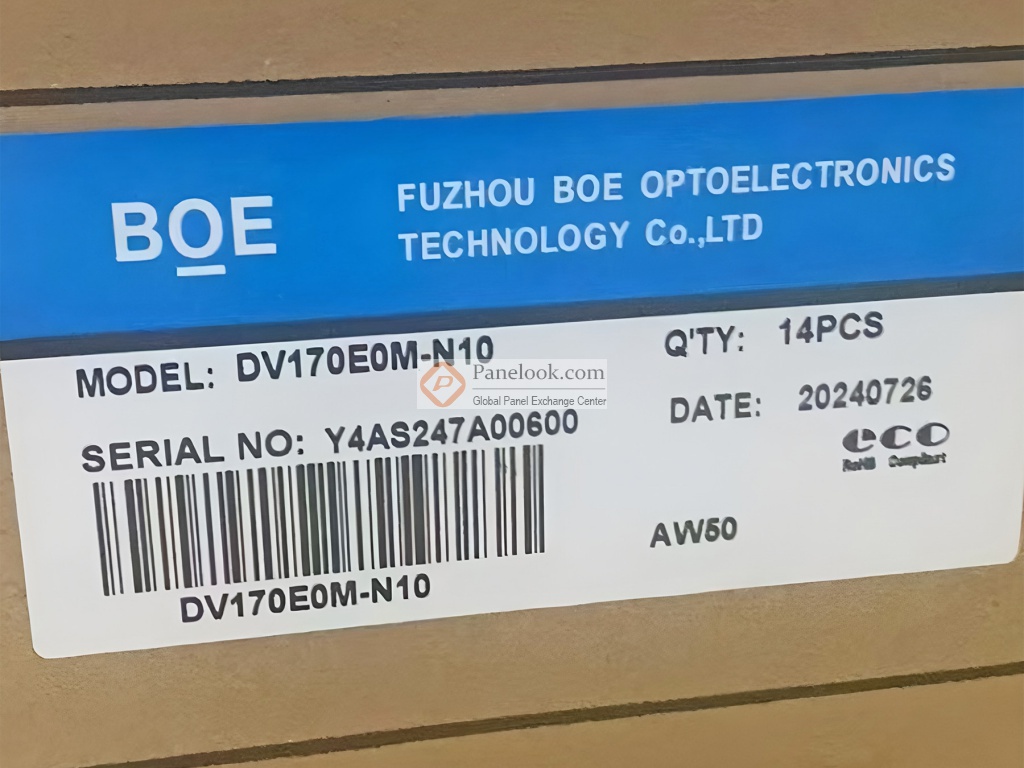 BOE
FUZHOU BOE OPTOELECTRONICS
TECHNOLOGY Co.,LTD
MODEL: DV170E0M-N10
Q'TY: 14PCS
Panelook.com
Global Panel Exchange Center
SERIAL NO: Y4AS247A00600
DATE: 20240726
eco
RoHS Compliant
AW50
DV170E0M-N10